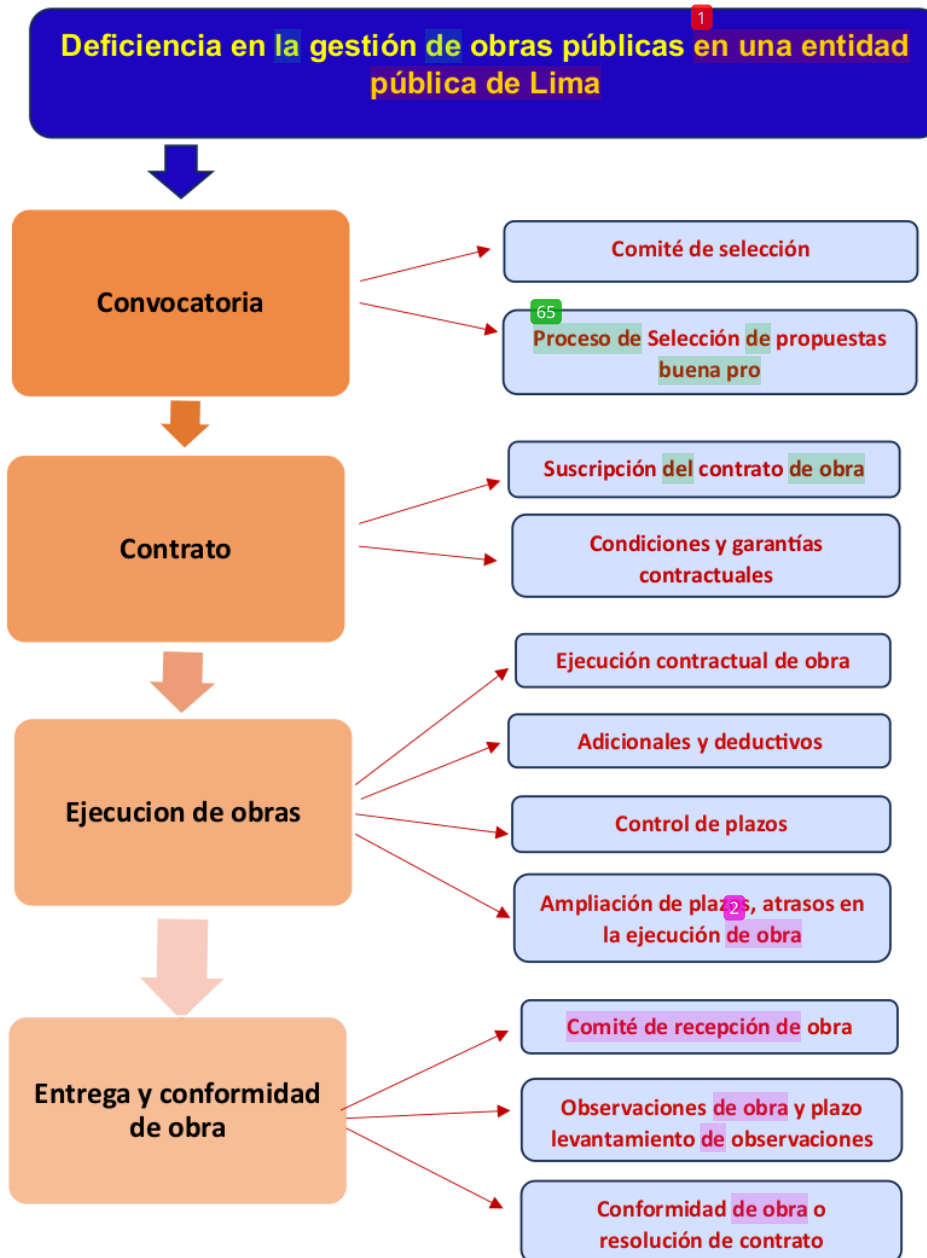 1
Deficiencia en la gestión de obras públicas en una entidad
pública de Lima
Convocatoria
Comité de selección
65
Proceso de Selección de propuestas
buena pro
Contrato
Suscripción del contrato de obra
Condiciones y garantías
contractuales
Ejecucion de obras
Ejecución contractual de obra
Adicionales y deductivos
Control de plazos
Ampliación de plazos, atrasos en
2
la ejecución de obra
Entrega y conformidad
de obra
Comité de recepción de obra
Observaciones de obra y plazo
levantamiento de observaciones
Conformidad de obra o
resolución de contrato